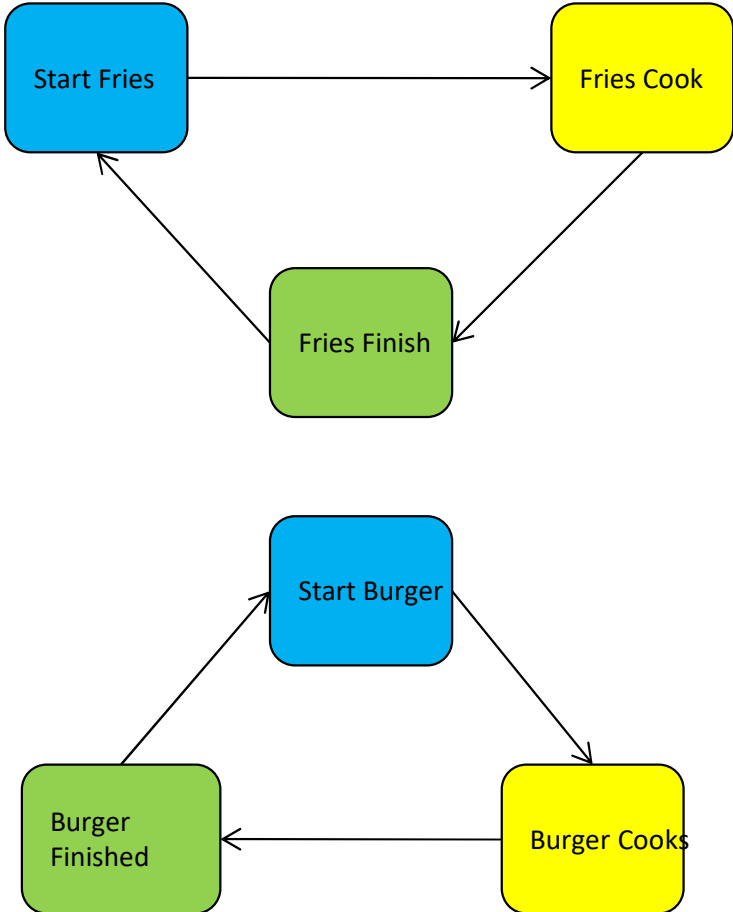 Start Fries
Fries Cook
Fries Finish
Start Burger
Burger
Finished
Burger Cooks